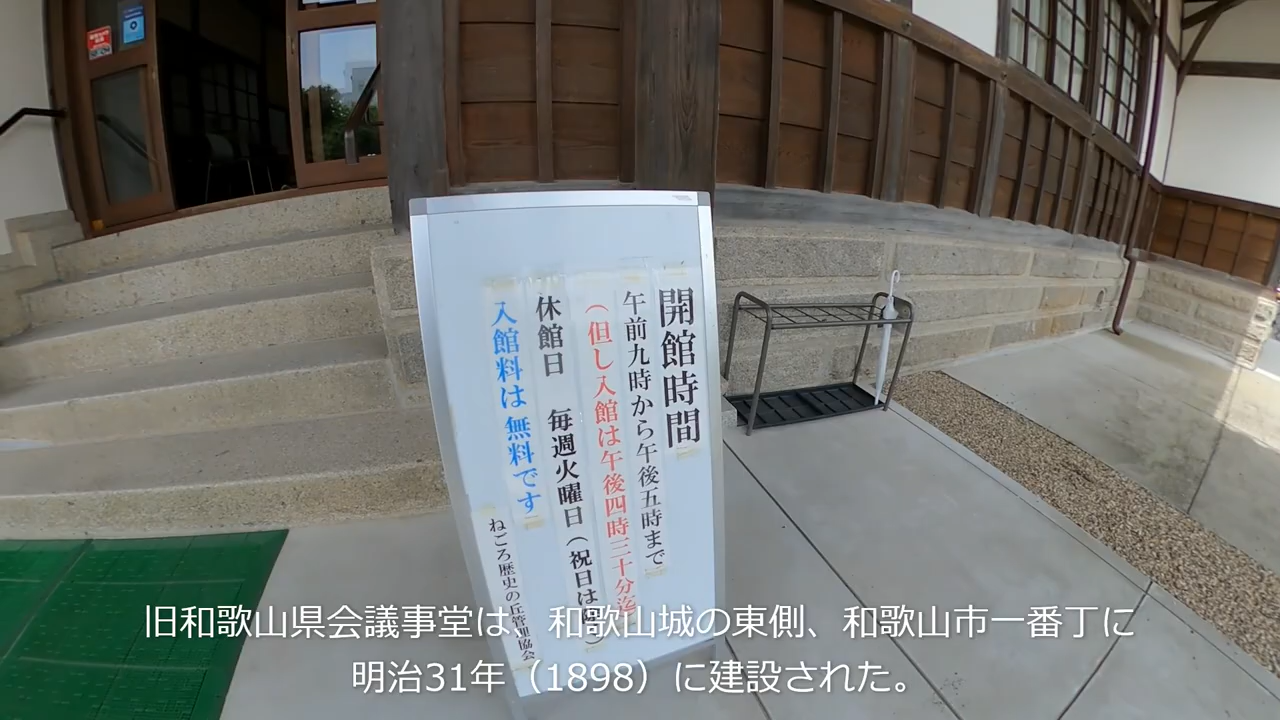 開館時間
午前九時から午後五時まで
（但し入館は午後四時三十分迄）
休館日　毎週火曜日（祝日は開館）
入館料は無料です
ねごろ歴史の丘管理協会
旧和歌山県会議事堂は、和歌山城の東側、和歌山市一番丁に
明治31年（1898）に建設された。